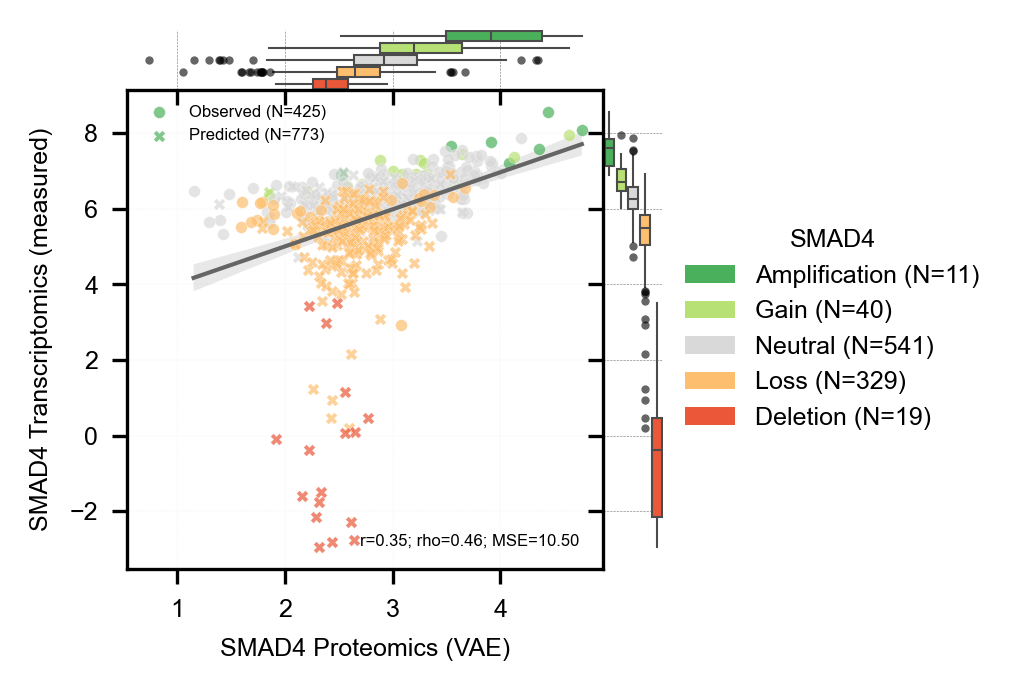 Observed (N=425)
Predicted (N=773)
8
6
4
2
0
−2
SMAD4 Transcriptomics (measured)
r=0.35; rho=0.46; MSE=10.50
1
2
3
4
SMAD4 Proteomics (VAE)
SMAD4
Amplification (N=11)
Gain (N=40)
Neutral (N=541)
Loss (N=329)
Deletion (N=19)